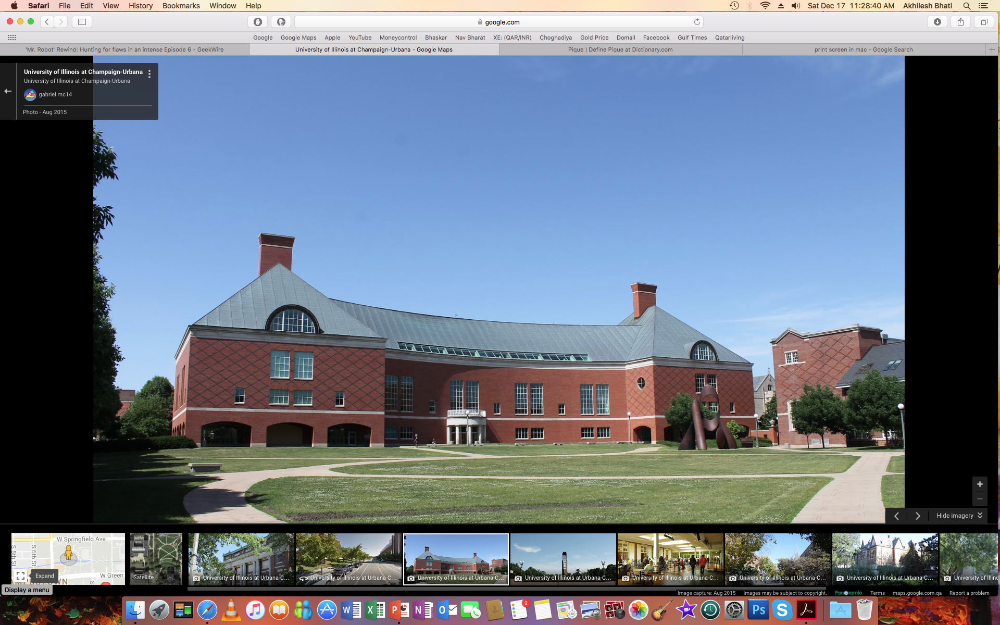 Safari File Edit View History Bookmarks Window Help Sat Dec 17 11:28:40 AM Akhilesh Bhati
google.com
Google Google Maps Apple YouTube Moneycontrol Bhaskar Nav Bharat XE: (QAR/INR) Choghadiya Gold Price Domail Facebook Gulf Times Qatarliving
'Mr. Robot' Rewind: Hunting for flaws in an intense Episode 6 - GeekWire University of Illinois at Champaign-Urbana - Google Maps Pique | Define Pique at Dictionary.com print screen in mac - Google Search
University of Illinois at Champaign-Urbana
University of Illinois at Champaign-Urbana
gabriel mc14
Photo - Aug 2015
Hide imagery
W Springfield Ave
S 5th St
S 6th St
W Green
Expand
Satellite
University of Illinois at Urbana-C... University of Illinois at Urbana-C... University of Illinois at Urbana-C... University of Illinois at Urbana-C... University of Illinois at Urbana-C... University of Illinois at Urbana-C... University of Illinois at Urbana-C... University of Illinc
Display a menu
Image capture: Aug 2015 Images may be subject to copyright. Panoramio Terms maps.google.com.qa Report a problem
W X P N O 2 3D Ps S